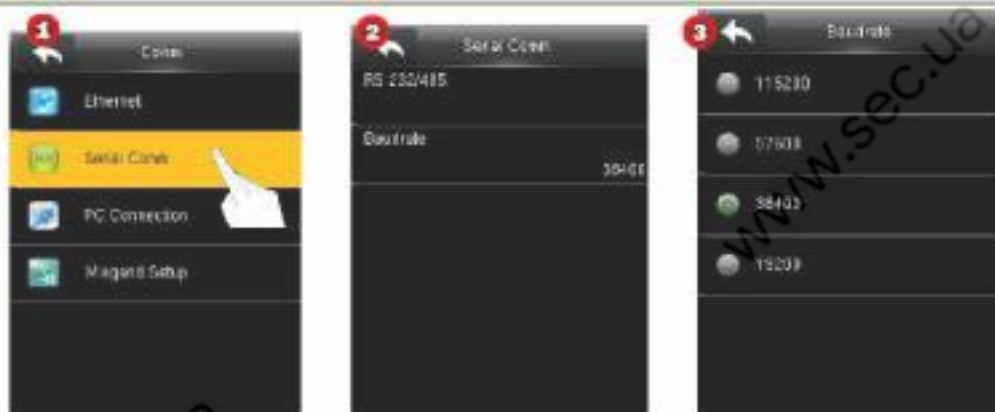 1
Comm.
Ethernet
Serial Comm
PC Connection
Wiegand Setup
2
Serial Comm
RS 232/485
Baudrate
38400
3
Baudrate
115200
57600
38400
19200
www.sec.ua